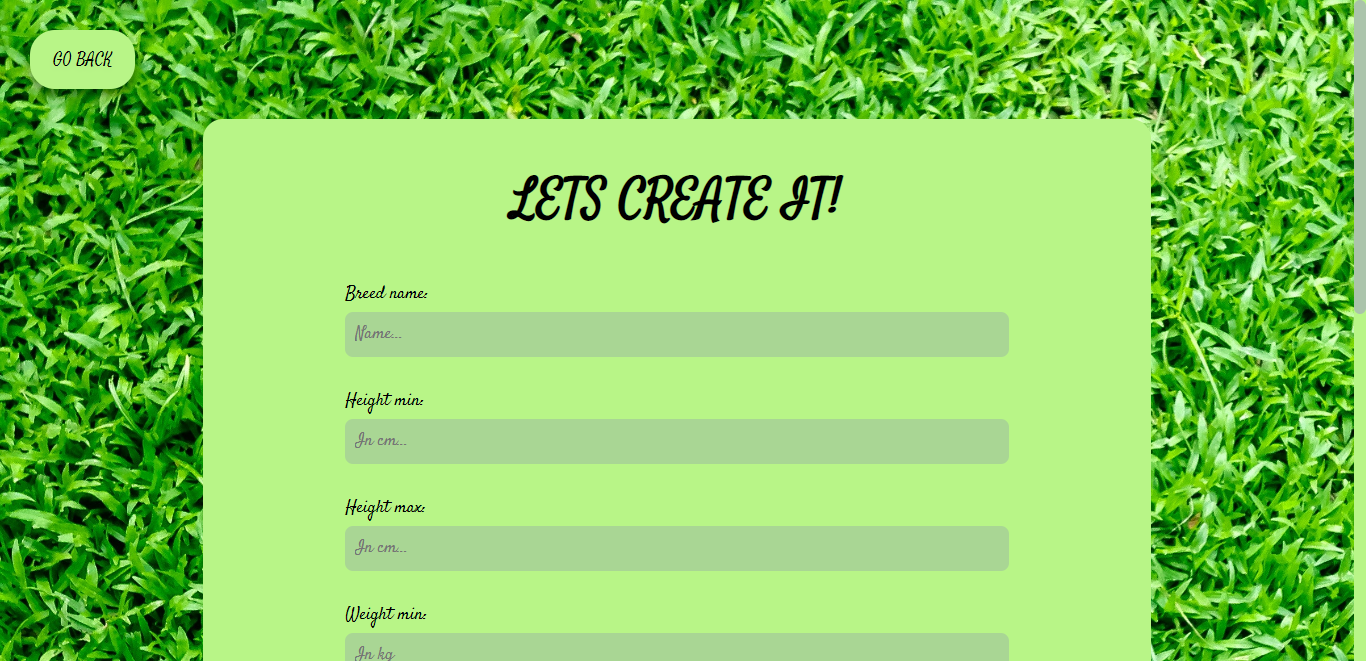 GO BACK
LETS CREATE IT!
Breed name:
Name...
Height min:
In cm...
Height max:
In cm...
Weight min:
In kg